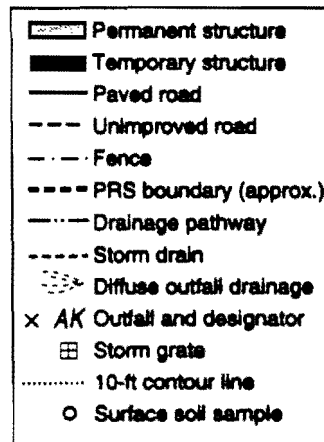 Permanent structure
Temporary structure
Paved road
Unimproved road
Fence
PRS boundary (approx.)
Drainage pathway
Storm drain
Diffuse outfall drainage
× AK Outfall and designator
Storm grate
10-ft contour line
Surface soil sample